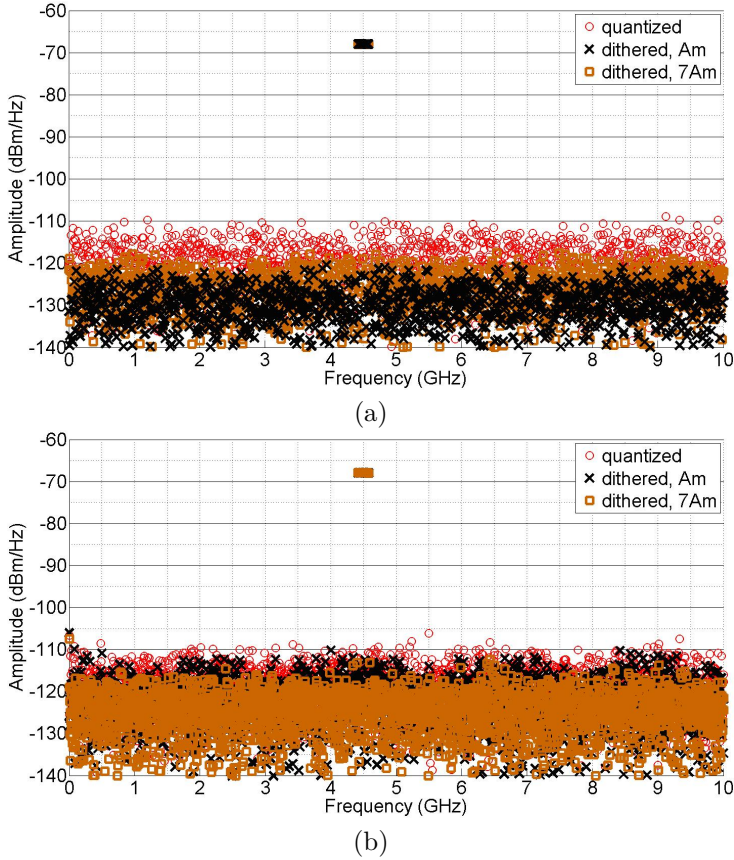 -60
quantized
dithered, Am
dithered, 7Am
-70
-80
-90
-100
-110
-120
-130
-140
Amplitude (dBm/Hz)
0 1 2 3 4 5 6 7 8 9 10
Frequency (GHz)
(a)
-60
quantized
dithered, Am
dithered, 7Am
-70
-80
-90
-100
-110
-120
-130
-140
Amplitude (dBm/Hz)
0 1 2 3 4 5 6 7 8 9 10
Frequency (GHz)
(b)